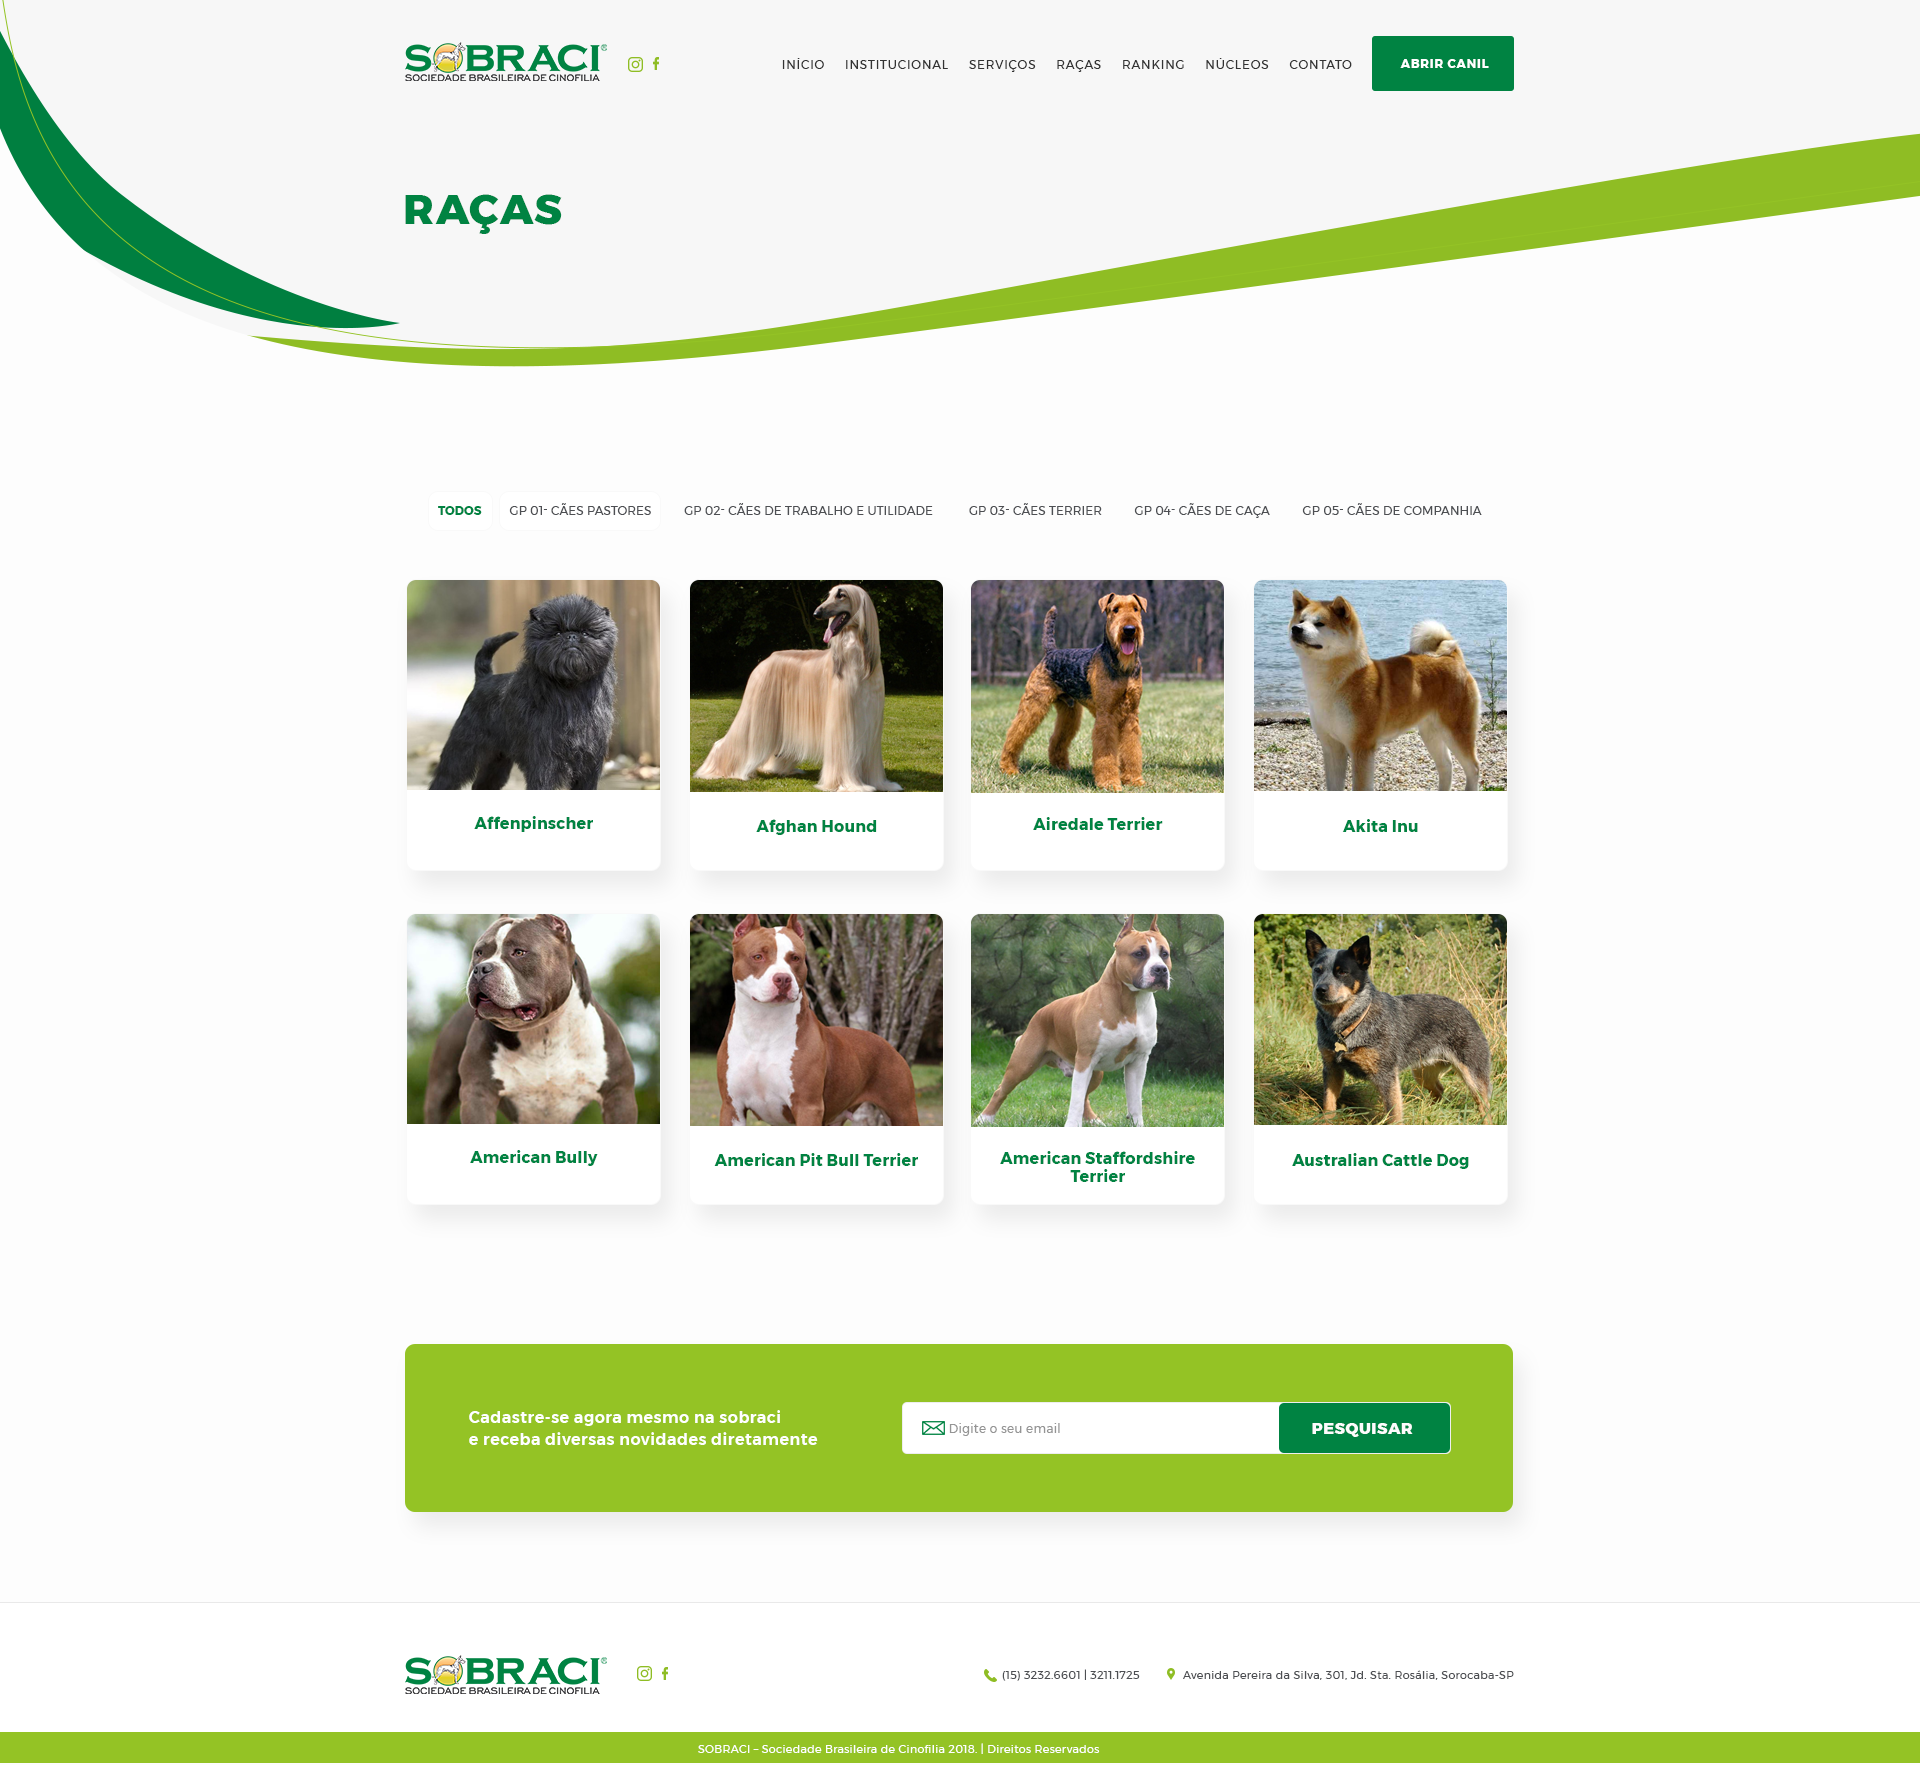 SOBRACI®
SOCIEDADE BRASILEIRA DE CINOFILIA
INÍCIO INSTITUCIONAL SERVIÇOS RAÇAS RANKING NÚCLEOS CONTATO ABRIR CANIL
RAÇAS
TODOS GP 01- CÃES PASTORES GP 02- CÃES DE TRABALHO E UTILIDADE GP 03- CÃES TERRIER GP 04- CÃES DE CAÇA GP 05- CÃES DE COMPANHIA
Affenpinscher
Afghan Hound
Airedale Terrier
Akita Inu
American Bully
American Pit Bull Terrier
American Staffordshire
Terrier
Australian Cattle Dog
Cadastre-se agora mesmo na sobraci
e receba diversas novidades diretamente
Digite o seu email
PESQUISAR
SOBRACI®
SOCIEDADE BRASILEIRA DE CINOFILIA
(15) 3232.6601 | 3211.1725
Avenida Pereira da Silva, 301, Jd. Sta. Rosália, Sorocaba-SP
SOBRACI – Sociedade Brasileira de Cinofilia 2018. | Direitos Reservados